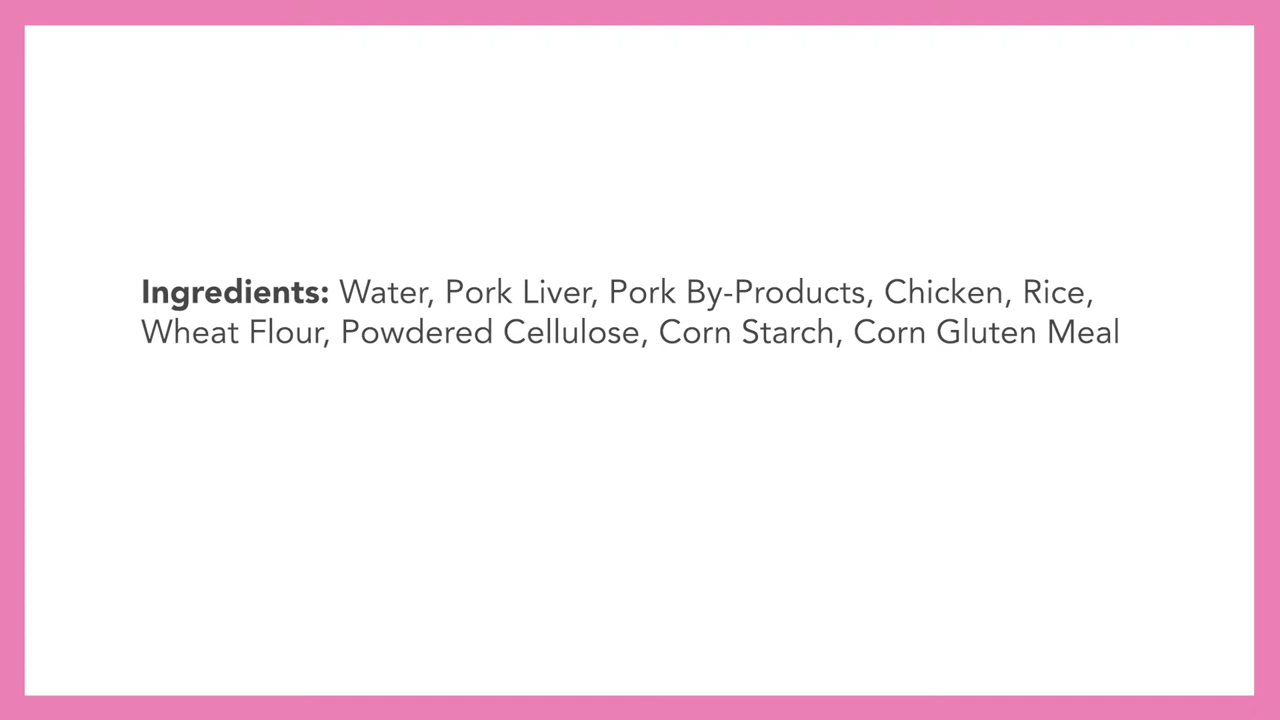 Ingredients: Water, Pork Liver, Pork By-Products, Chicken, Rice,
Wheat Flour, Powdered Cellulose, Corn Starch, Corn Gluten Meal